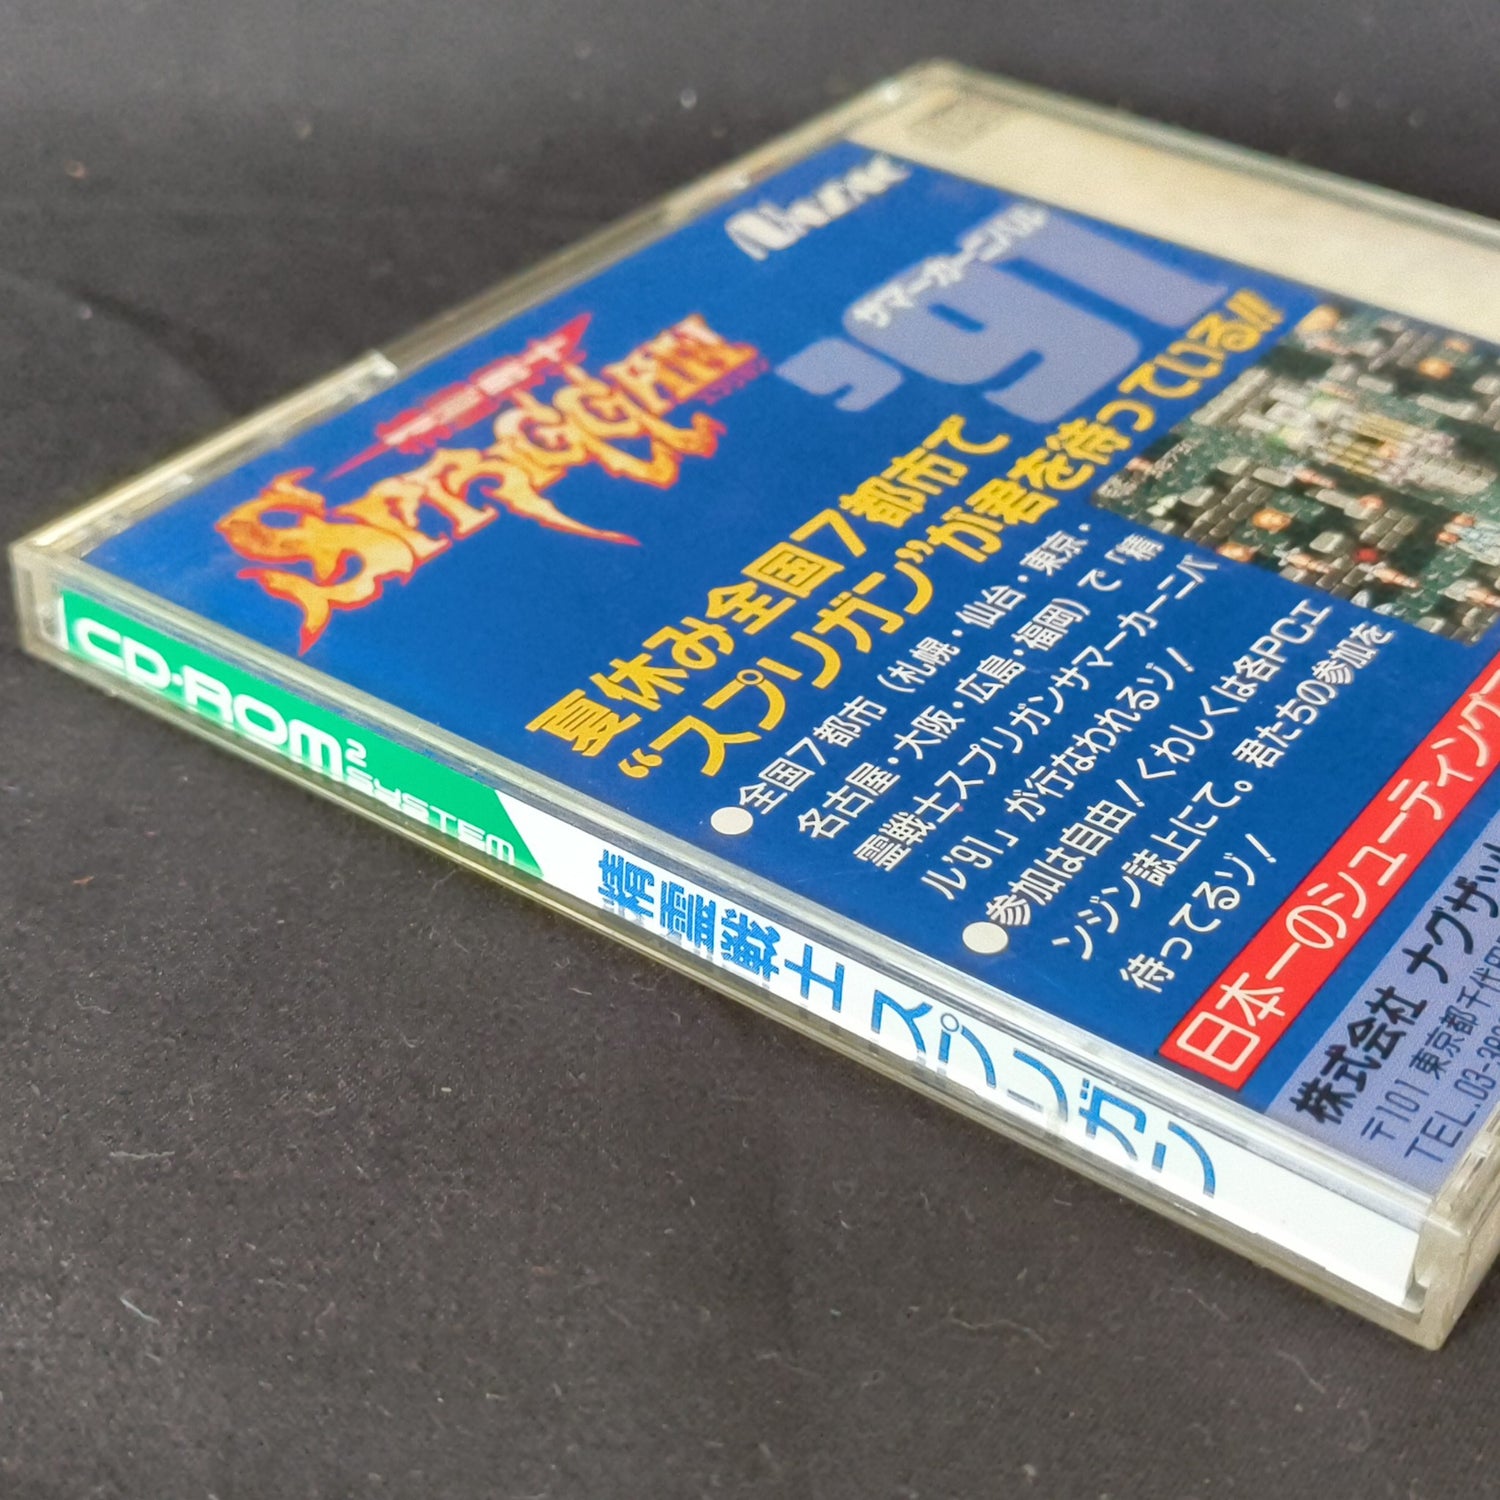 NAXAT
サマーカーニバル
'91
精霊戦士
SPRIGGAN
スプリガン
夏休み全国7都市で
“スプリガン”が君を待っている!!
●全国7都市（札幌・仙台・東京・
名古屋・大阪・広島・福岡）で「精
霊戦士スプリガンサマーカーニバ
ル'91」が行なわれるゾ！
●参加は自由！くわしくは各PCエ
ンジン誌上にて。君たちの参加を
待ってるゾ！
日本一のシューティング
株式会社 ナグザット
〒101 東京都千代田
TEL.03-
CD-ROM2 SYSTEM
精霊戦士 スプリガン